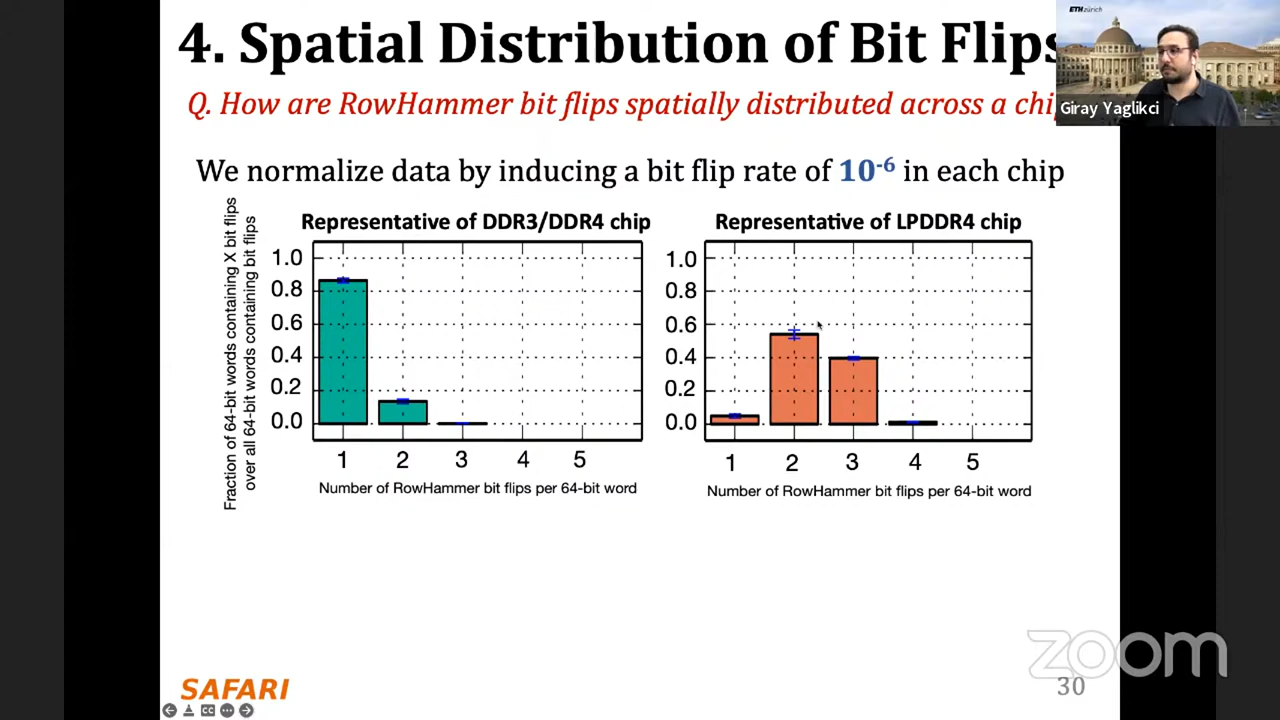 4. Spatial Distribution of Bit Flips
ETH zürich
Giray Yaglikci
Q. How are RowHammer bit flips spatially distributed across a chi
We normalize data by inducing a bit flip rate of 10-6 in each chip
Fraction of 64-bit words containing X bit flips
over all 64-bit words containing bit flips
Representative of DDR3/DDR4 chip
1.0
0.8
0.6
0.4
0.2
0.0
1 2 3 4 5
Number of RowHammer bit flips per 64-bit word
Representative of LPDDR4 chip
1.0
0.8
0.6
0.4
0.2
0.0
1 2 3 4 5
Number of RowHammer bit flips per 64-bit word
zoom
SAFARI
30